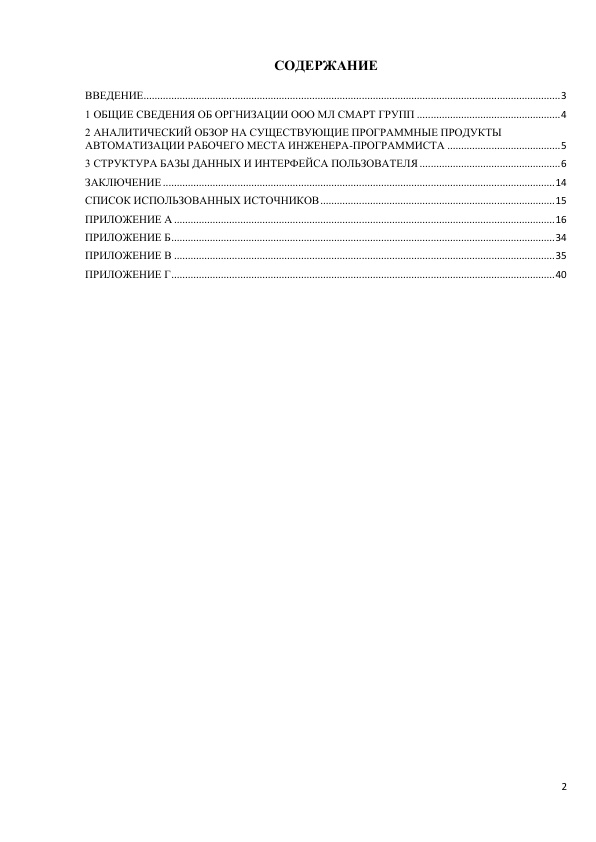 СОДЕРЖАНИЕ
ВВЕДЕНИЕ 3
1 ОБЩИЕ СВЕДЕНИЯ ОБ ОРГНИЗАЦИИ ООО МЛ СМАРТ ГРУПП 4
2 АНАЛИТИЧЕСКИЙ ОБЗОР НА СУЩЕСТВУЮЩИЕ ПРОГРАММНЫЕ ПРОДУКТЫ
АВТОМАТИЗАЦИИ РАБОЧЕГО МЕСТА ИНЖЕНЕРА-ПРОГРАММИСТА 5
3 СТРУКТУРА БАЗЫ ДАННЫХ И ИНТЕРФЕЙСА ПОЛЬЗОВАТЕЛЯ 6
ЗАКЛЮЧЕНИЕ 14
СПИСОК ИСПОЛЬЗОВАННЫХ ИСТОЧНИКОВ 15
ПРИЛОЖЕНИЕ А 16
ПРИЛОЖЕНИЕ Б 34
ПРИЛОЖЕНИЕ В 35
ПРИЛОЖЕНИЕ Г 40
2